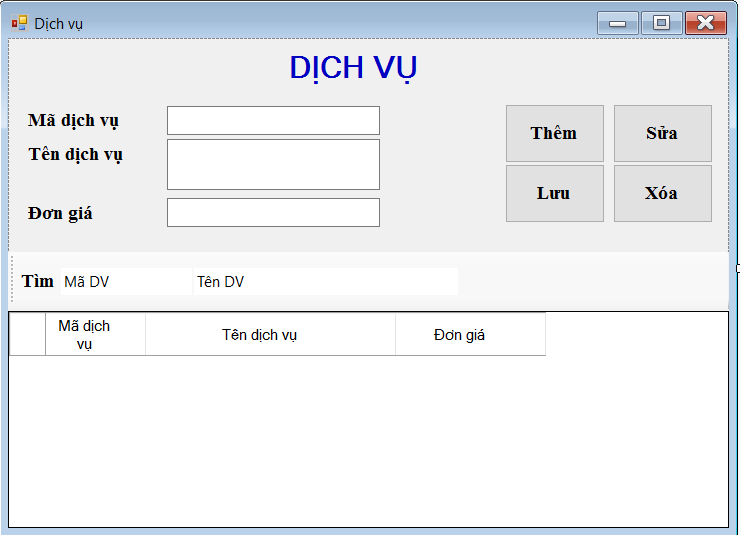 Dịch vụ
DỊCH VỤ
Mã dịch vụ
Tên dịch vụ
Đơn giá
Thêm
Sửa
Lưu
Xóa
Tìm Mã DV Tên DV
Mã dịch
vụ
Tên dịch vụ
Đơn giá